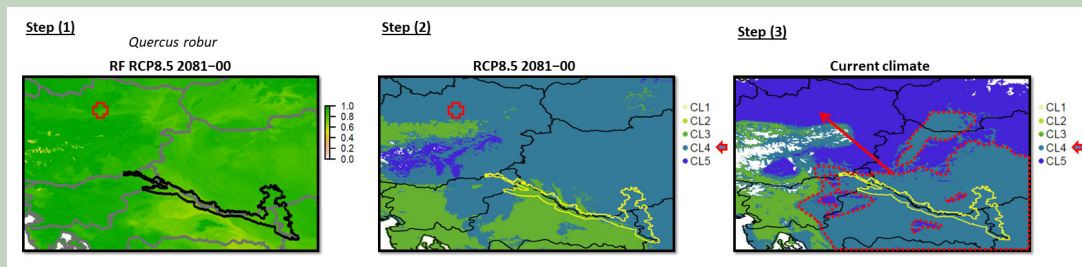 Step (1)
Quercus robur
RF RCP8.5 2081–00
1.0
0.8
0.6
0.4
0.2
0.0
Step (2)
RCP8.5 2081–00
CL1
CL2
CL3
CL4
CL5
Step (3)
Current climate
CL1
CL2
CL3
CL4
CL5